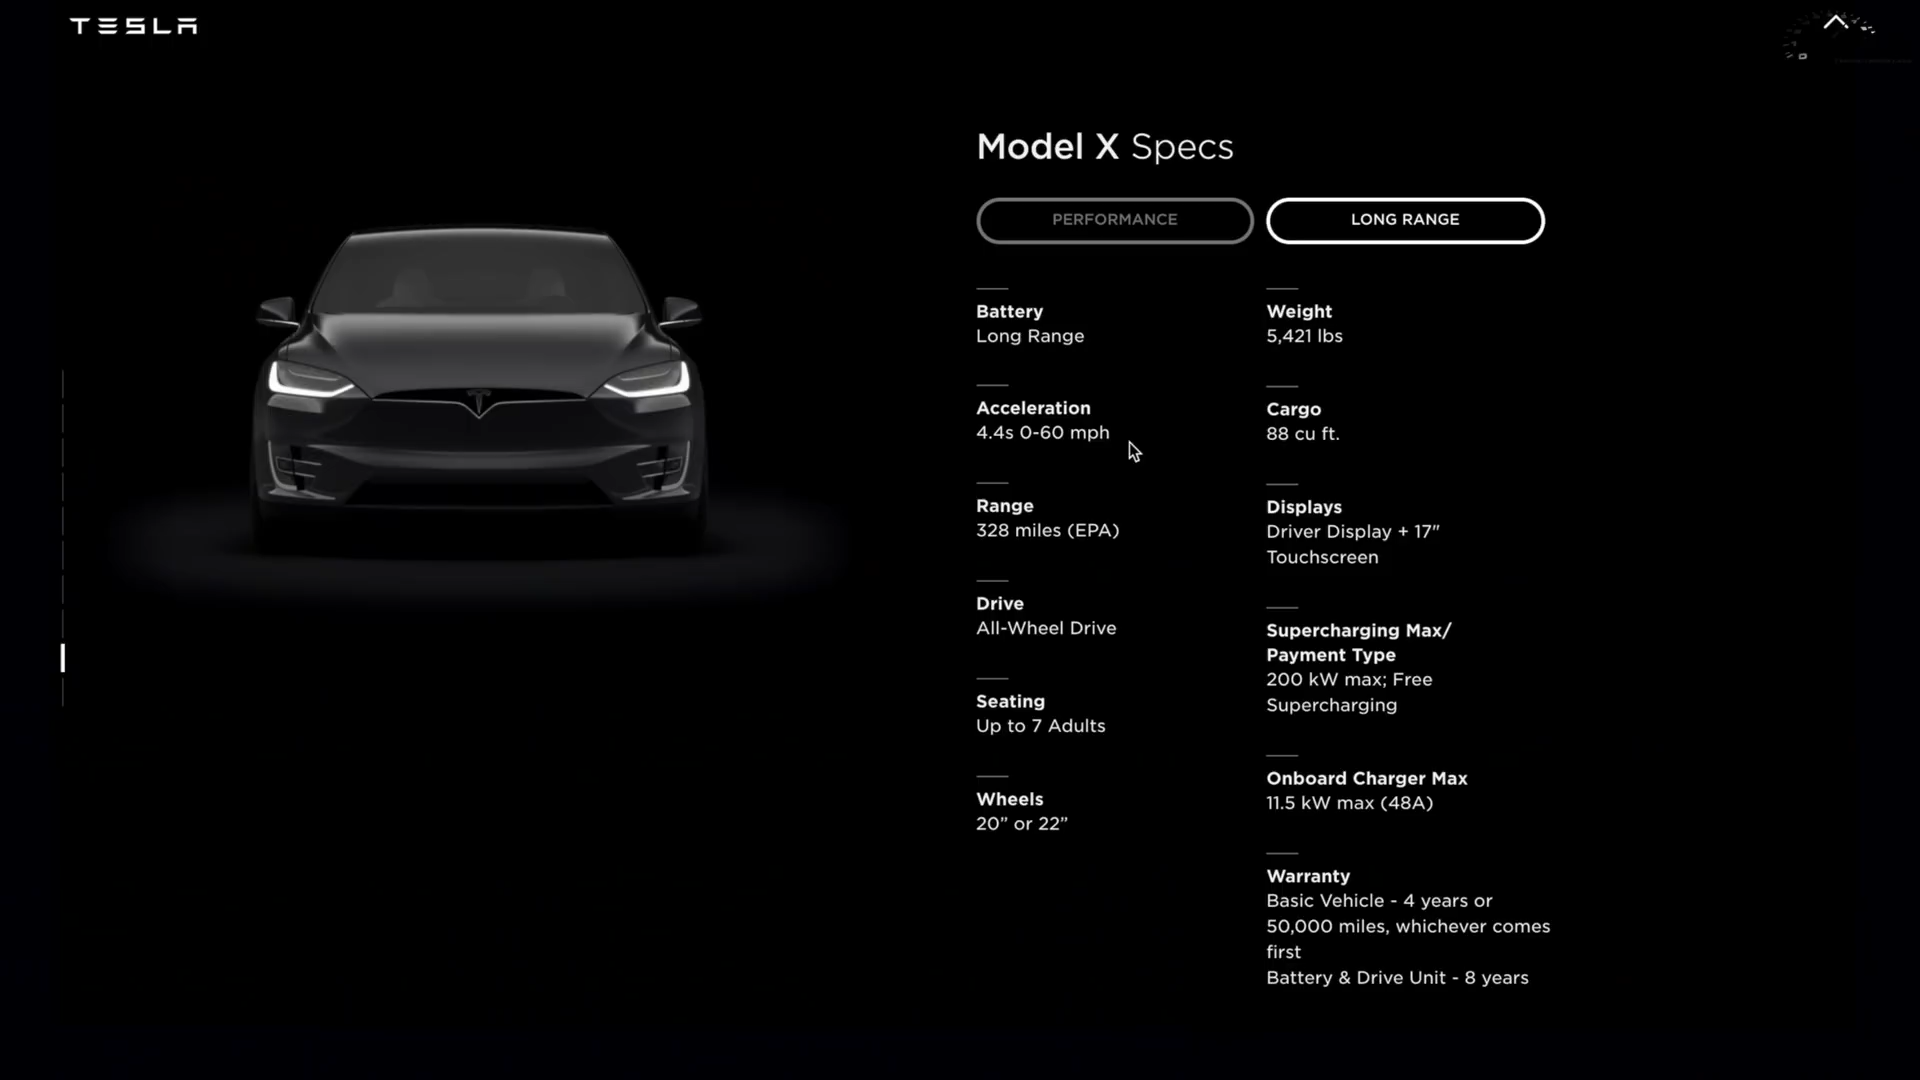 TESLA
Model X Specs
PERFORMANCE
LONG RANGE
Battery
Long Range
Acceleration
4.4s 0-60 mph
Range
328 miles (EPA)
Drive
All-Wheel Drive
Seating
Up to 7 Adults
Wheels
20” or 22”
Weight
5,421 lbs
Cargo
88 cu ft.
Displays
Driver Display + 17"
Touchscreen
Supercharging Max/
Payment Type
200 kW max; Free
Supercharging
Onboard Charger Max
11.5 kW max (48A)
Warranty
Basic Vehicle - 4 years or
50,000 miles, whichever comes
first
Battery & Drive Unit - 8 years